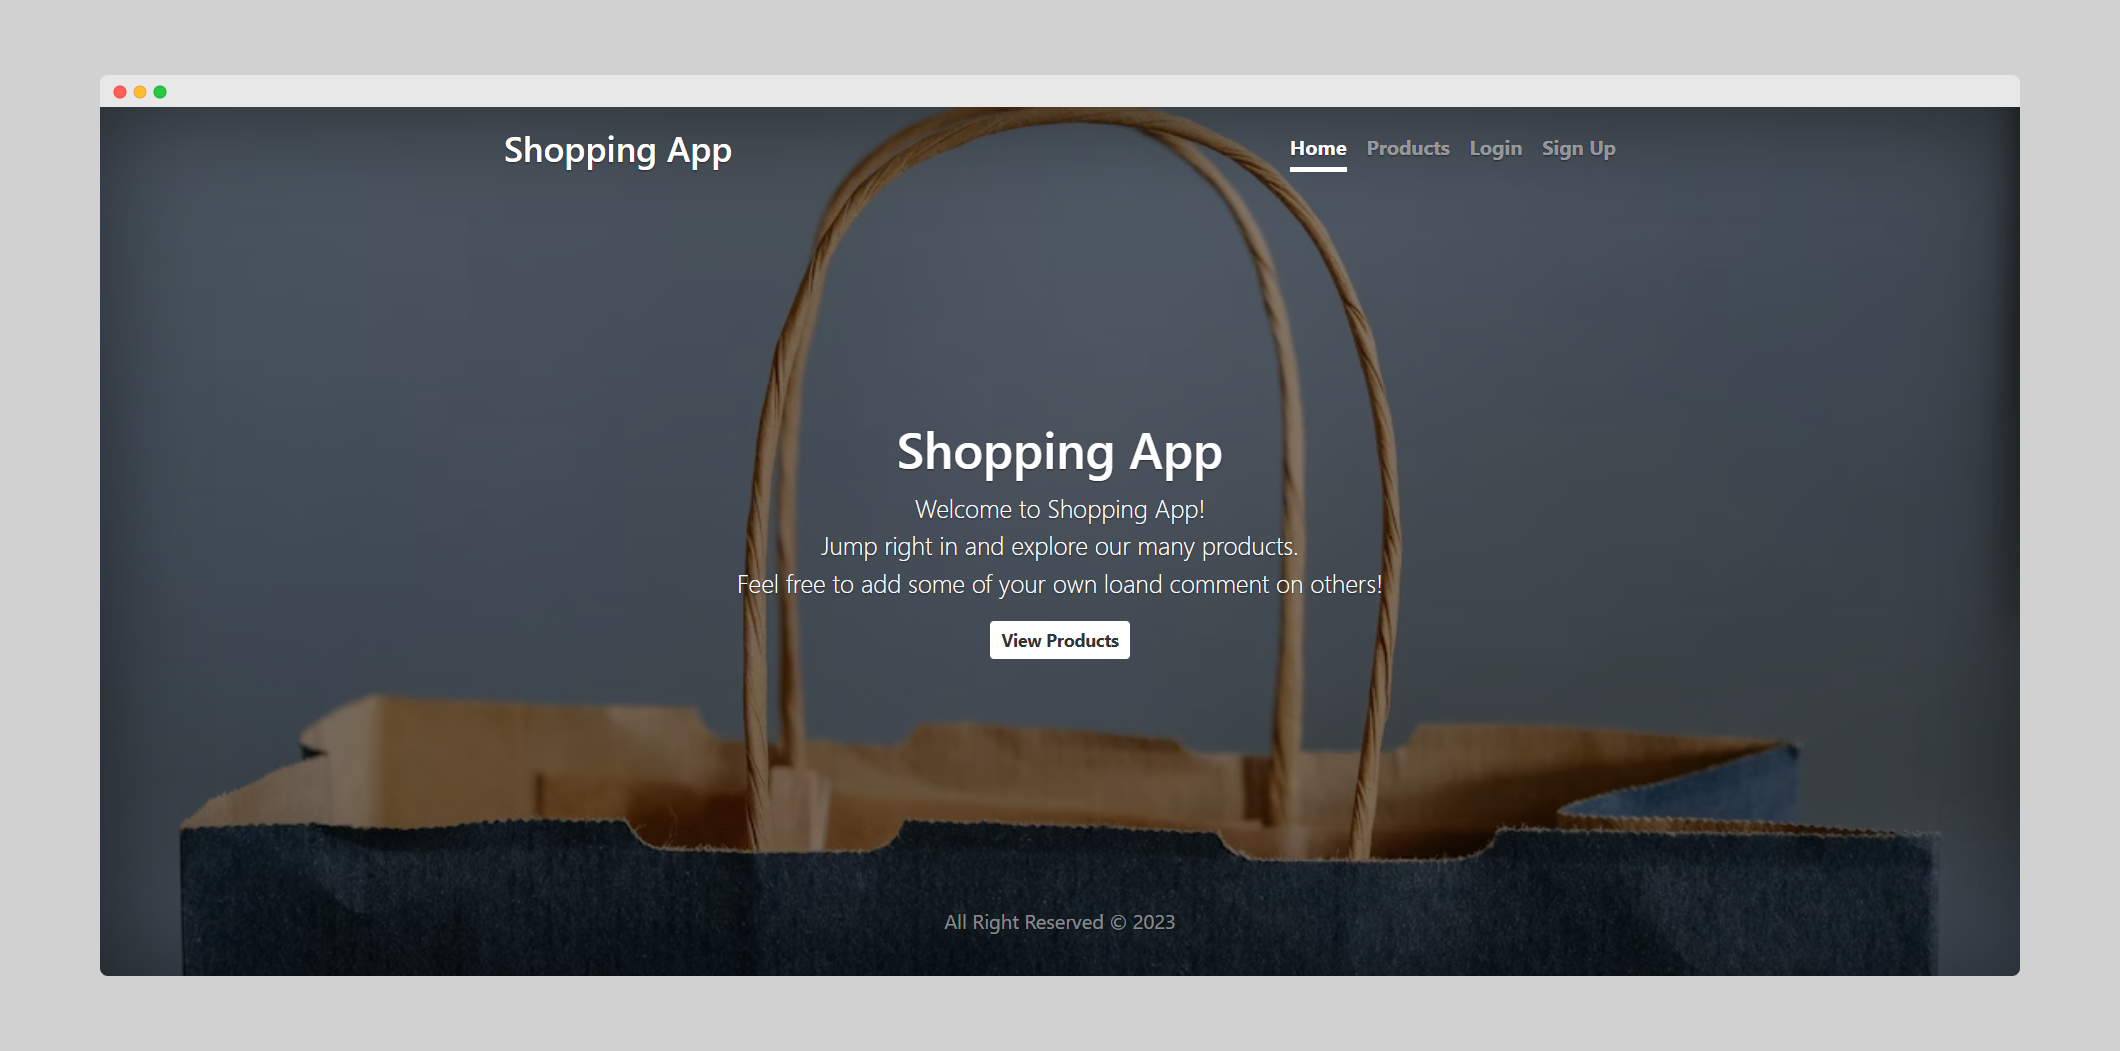 Shopping App
Home Products Login Sign Up
Shopping App
Welcome to Shopping App!
Jump right in and explore our many products.
Feel free to add some of your own loand comment on others!
View Products
All Right Reserved © 2023